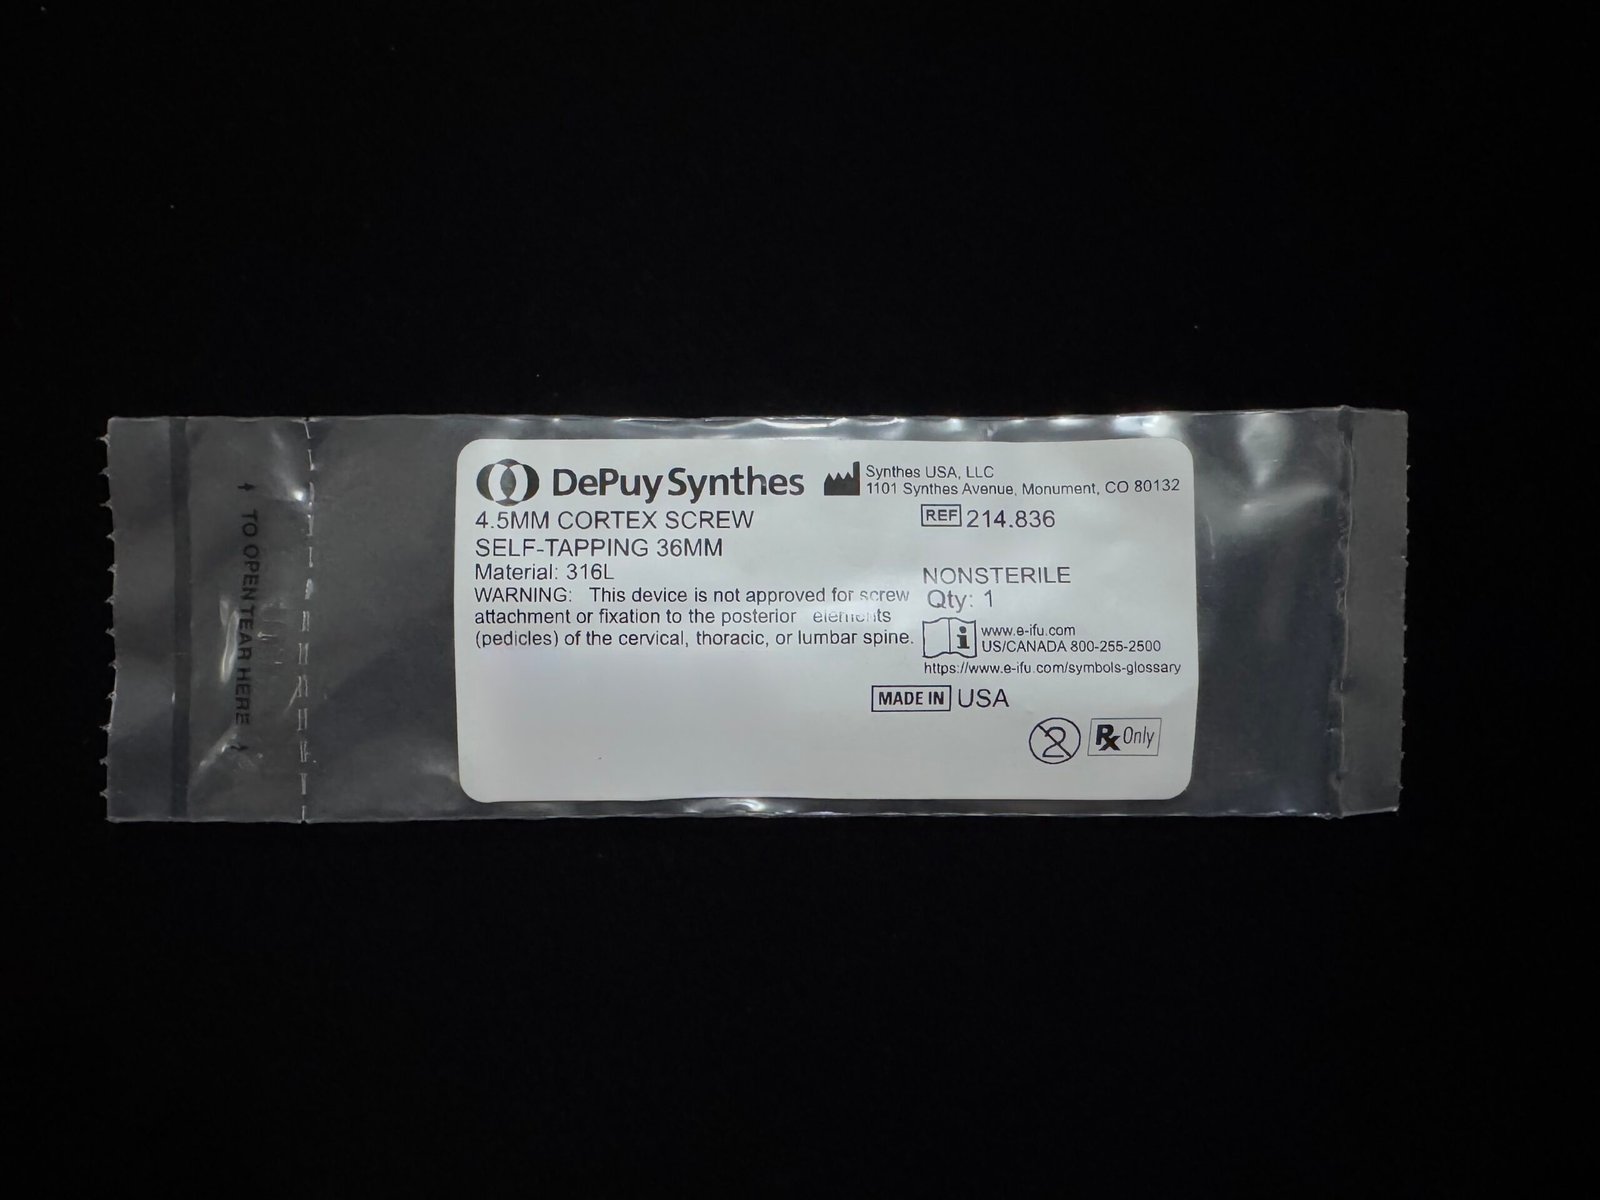 DePuy Synthes
Synthes USA, LLC
1101 Synthes Avenue, Monument, CO 80132
4.5MM CORTEX SCREW
SELF-TAPPING 36MM
REF 214.836
Material: 316L
WARNING: This device is not approved for screw
attachment or fixation to the posterior elements
(pedicles) of the cervical, thoracic, or lumbar spine.
NONSTERILE
Qty: 1
www.e-ifu.com
US/CANADA 800-255-2500
https://www.e-ifu.com/symbols-glossary
MADE IN USA
2
Rx Only
TO OPEN TEAR HERE